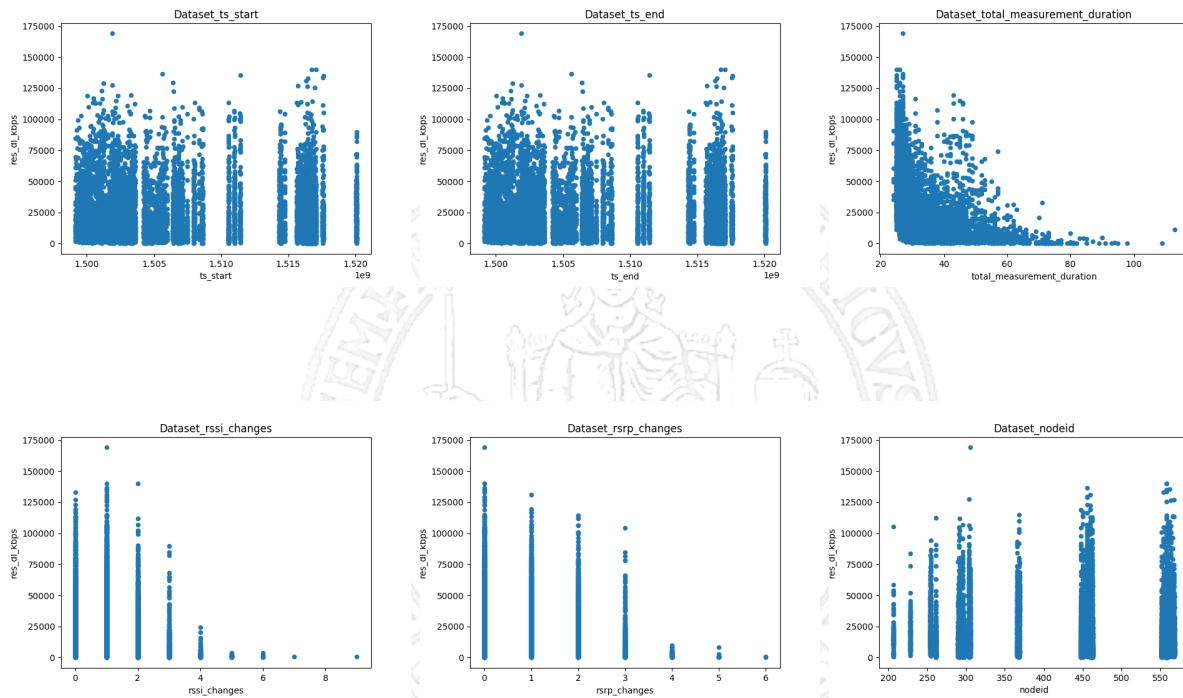 Dataset_ts_start
175000
150000
125000
100000
75000
50000
25000
0
res_dl_kbps
1.500 1.505 1.510 1.515 1.520
1e9
ts_start
Dataset_ts_end
175000
150000
125000
100000
75000
50000
25000
0
res_dl_kbps
1.500 1.505 1.510 1.515 1.520
1e9
ts_end
Dataset_total_measurement_duration
175000
150000
125000
100000
75000
50000
25000
0
res_dl_kbps
20 40 60 80 100
total_measurement_duration
Dataset_rssi_changes
175000
150000
125000
100000
75000
50000
25000
0
res_dl_kbps
0 2 4 6 8
rssi_changes
Dataset_rsrp_changes
175000
150000
125000
100000
75000
50000
25000
0
res_dl_kbps
0 1 2 3 4 5 6
rsrp_changes
Dataset_nodeid
175000
150000
125000
100000
75000
50000
25000
0
res_dl_kbps
200 250 300 350 400 450 500 550
nodeid